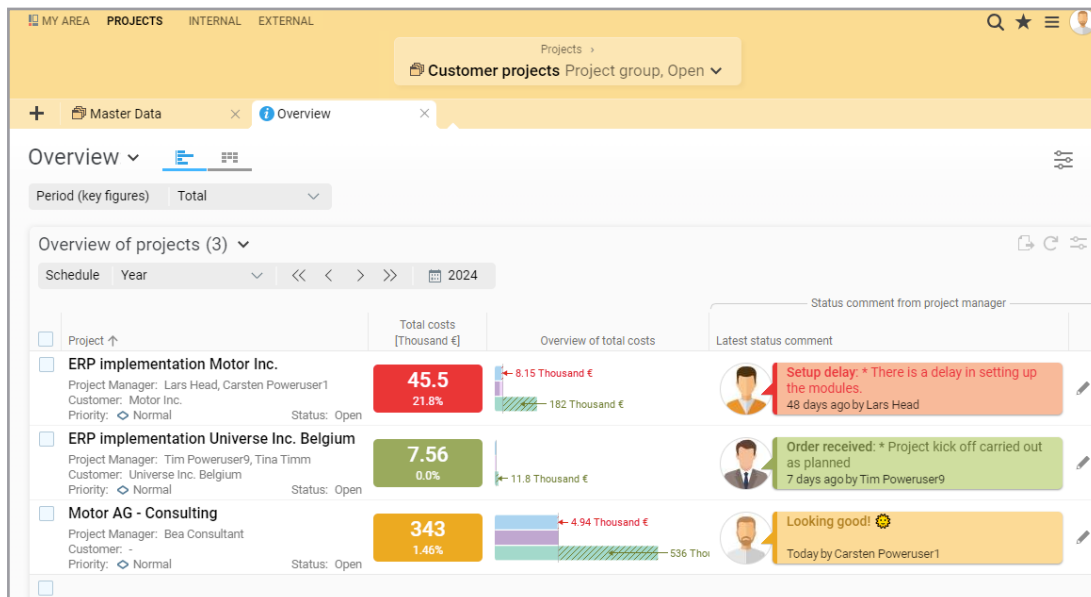 MY AREA PROJECTS INTERNAL EXTERNAL
Projects ›
Customer projects Project group, Open
Master Data Overview
Overview
Period (key figures) Total
Overview of projects (3)
Schedule Year 2024
Status comment from project manager
Total costs
Project [Thousand €] Overview of total costs Latest status comment
ERP implementation Motor Inc.
Project Manager: Lars Head, Carsten Poweruser1
Customer: Motor Inc.
Priority: Normal Status: Open
45.5
21.8%
8.15 Thousand €
182 Thousand €
Setup delay: * There is a delay in setting up
the modules.
48 days ago by Lars Head
ERP implementation Universe Inc. Belgium
Project Manager: Tim Poweruser9, Tina Timm
Customer: Universe Inc. Belgium
Priority: Normal Status: Open
7.56
0.0%
11.8 Thousand €
Order received: * Project kick off carried out
as planned
7 days ago by Tim Poweruser9
Motor AG - Consulting
Project Manager: Bea Consultant
Customer: -
Priority: Normal Status: Open
343
1.46%
4.94 Thousand €
536 Thou
Looking good!
Today by Carsten Poweruser1